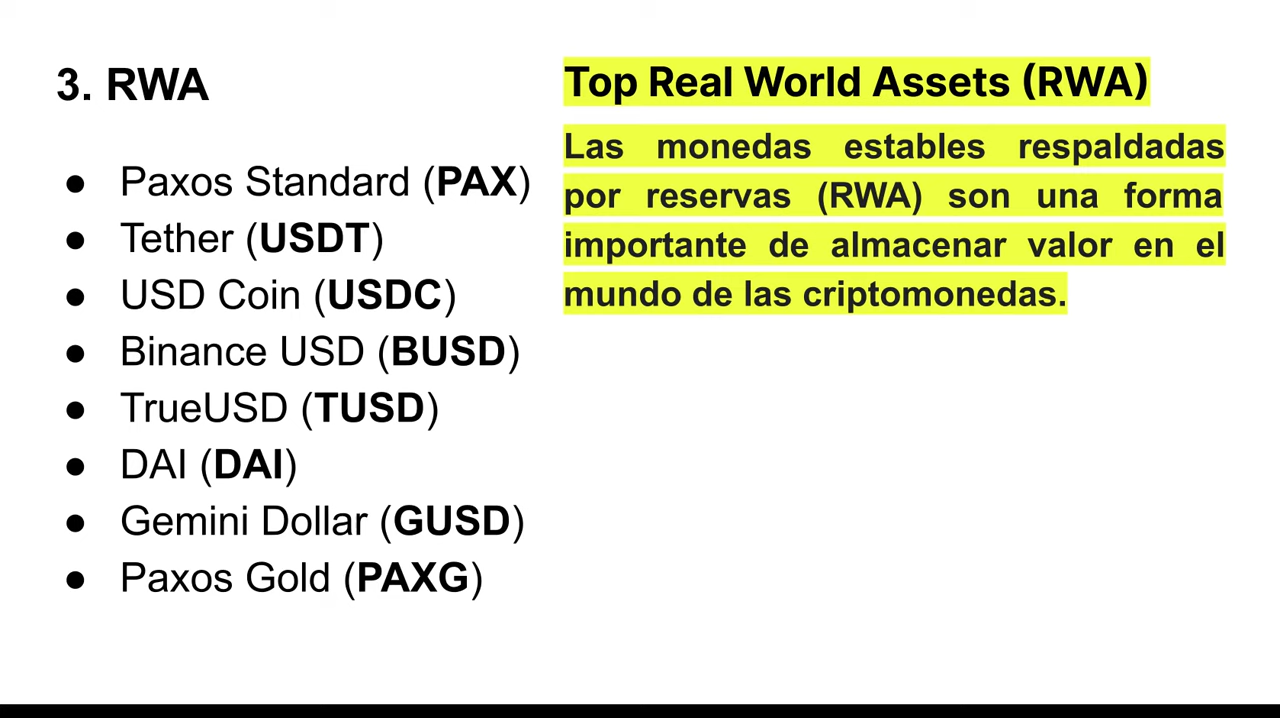 3. RWA
● Paxos Standard (PAX)
● Tether (USDT)
● USD Coin (USDC)
● Binance USD (BUSD)
● TrueUSD (TUSD)
● DAI (DAI)
● Gemini Dollar (GUSD)
● Paxos Gold (PAXG)
Top Real World Assets (RWA)
Las monedas estables respaldadas
por reservas (RWA) son una forma
importante de almacenar valor en el
mundo de las criptomonedas.